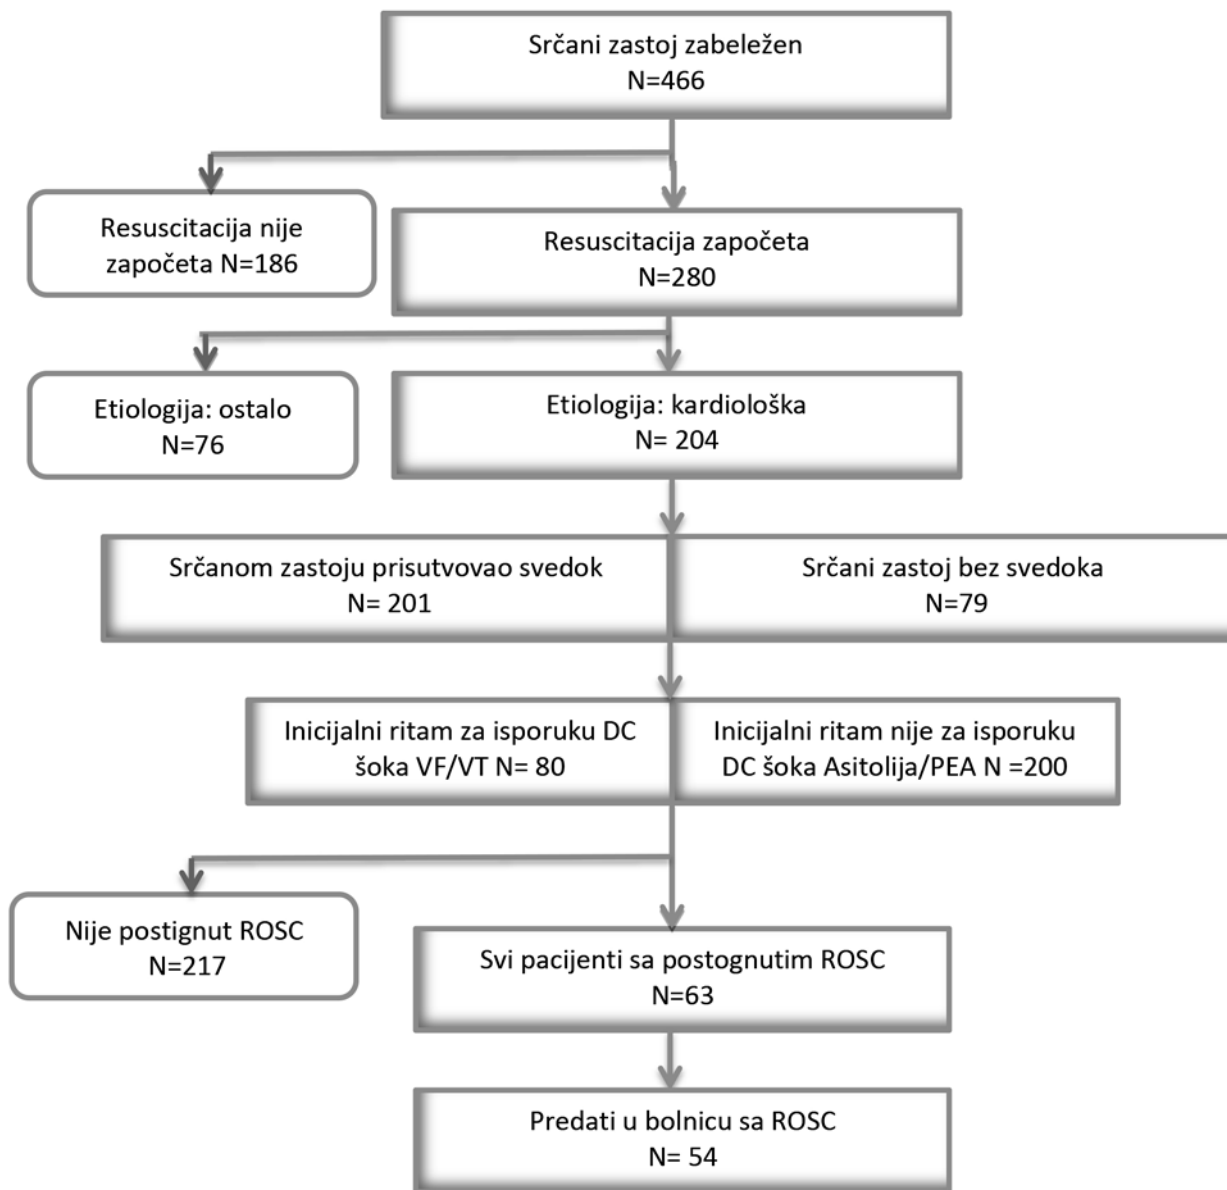 Srčani zastoj zabeležen
N=466
Resuscitacija nije
započeta N=186
Resuscitacija započeta
N=280
Etiologija: ostalo
N=76
Etiologija: kardiološka
N= 204
Srčanom zastoju prisutvovao svedok
N= 201
Srčani zastoj bez svedoka
N=79
Inicijalni ritam za isporuku DC
šoka VF/VT N= 80
Inicijalni ritam nije za isporuku
DC šoka Asitolija/PEA N =200
Nije postignut ROSC
N=217
Svi pacijenti sa postognutim ROSC
N=63
Predati u bolnicu sa ROSC
N= 54